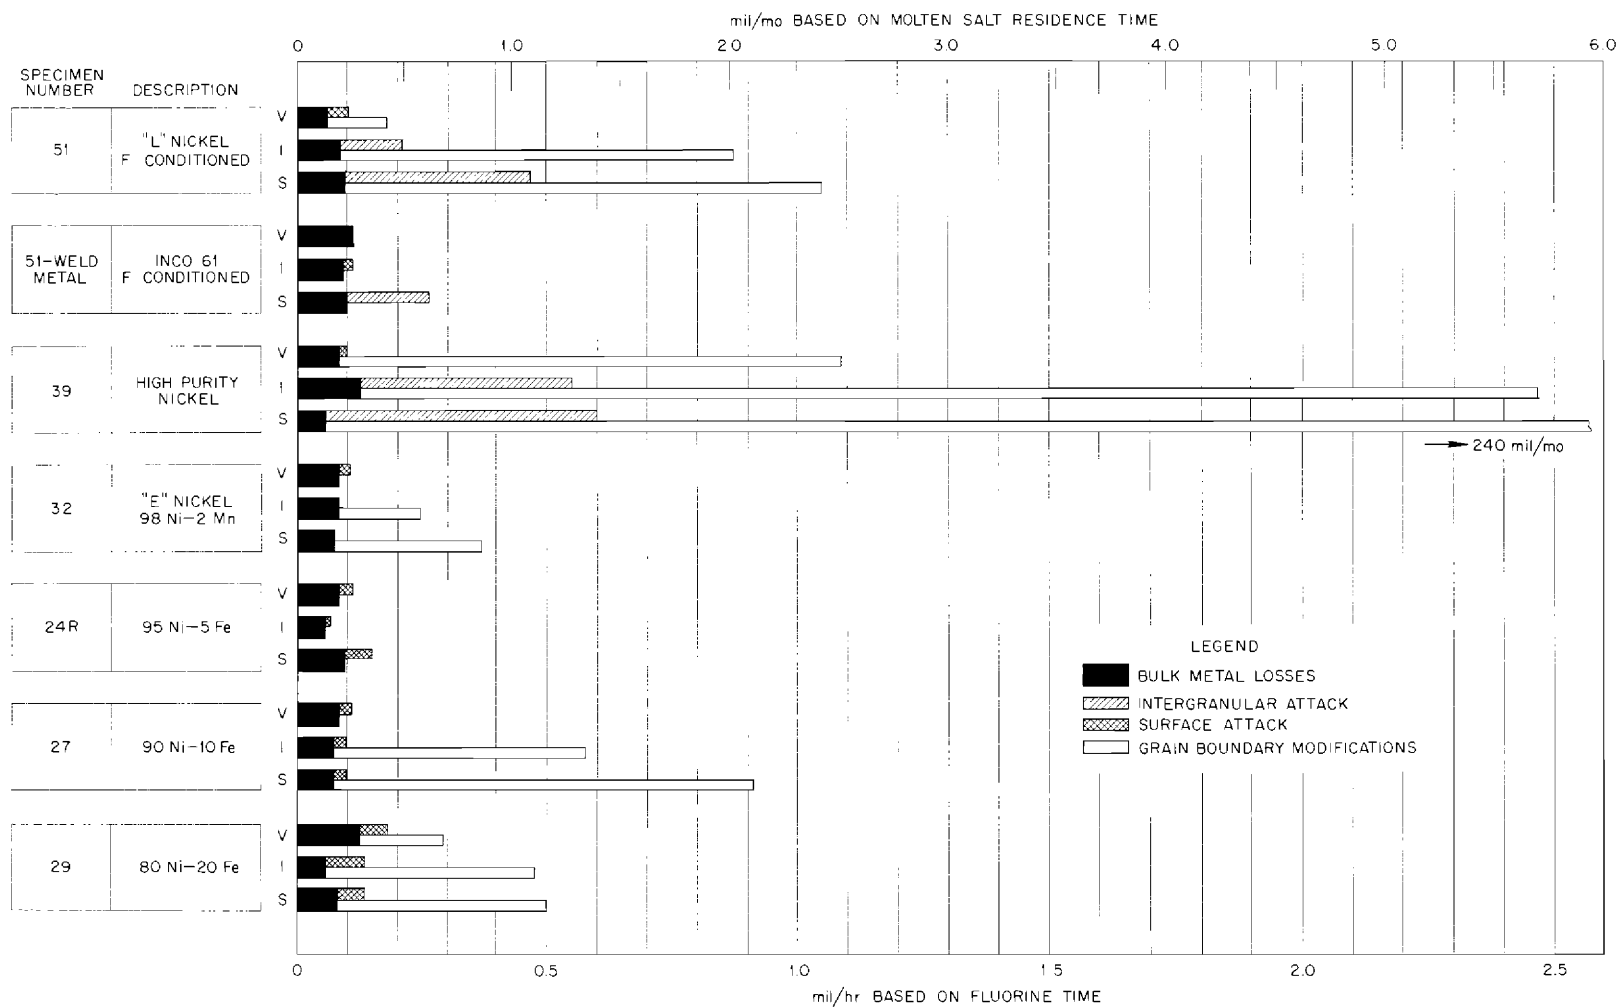 mil/mo BASED ON MOLTEN SALT RESIDENCE TIME
0 1.0 2.0 3.0 4.0 5.0 6.0
SPECIMEN NUMBER
DESCRIPTION
51
"L" NICKEL
F CONDITIONED
V
I
S
51-WELD
METAL
INCO 61
F CONDITIONED
V
I
S
39
HIGH PURITY
NICKEL
V
I
S
240 mil/mo
32
"E" NICKEL
98 Ni-2 Mn
V
I
S
24R
95 Ni-5 Fe
V
I
S
27
90 Ni-10 Fe
V
I
S
29
80 Ni-20 Fe
V
I
S
LEGEND
BULK METAL LOSSES
INTERGRANULAR ATTACK
SURFACE ATTACK
GRAIN BOUNDARY MODIFICATIONS
0 0.5 1.0 1.5 2.0 2.5
mil/hr BASED ON FLUORINE TIME